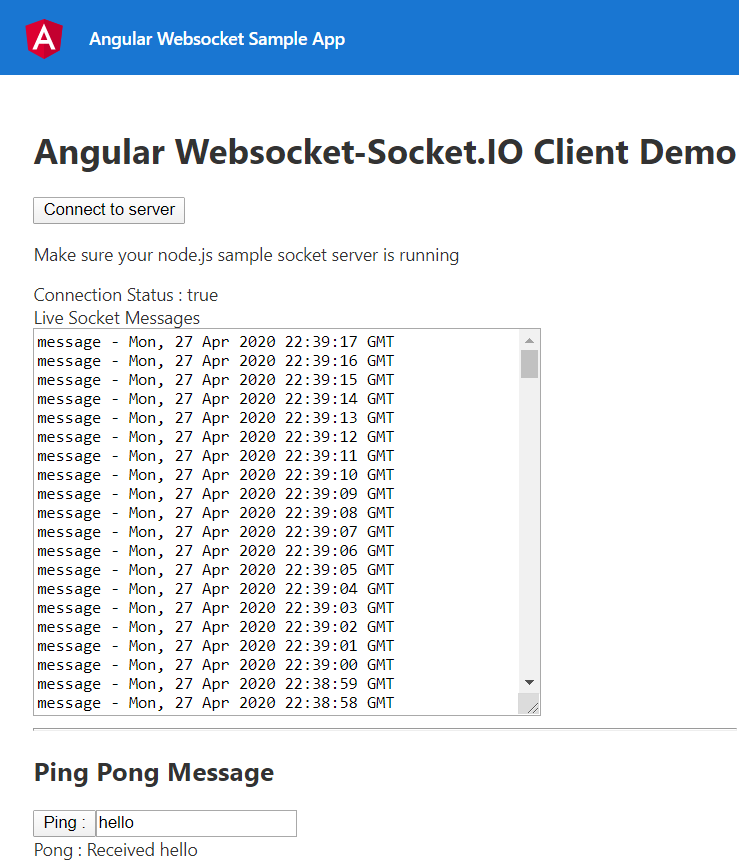 Angular Websocket Sample App
Angular Websocket-Socket.IO Client Demo
Connect to server
Make sure your node.js sample socket server is running
Connection Status : true
Live Socket Messages
message - Mon, 27 Apr 2020 22:39:17 GMT
message - Mon, 27 Apr 2020 22:39:16 GMT
message - Mon, 27 Apr 2020 22:39:15 GMT
message - Mon, 27 Apr 2020 22:39:14 GMT
message - Mon, 27 Apr 2020 22:39:13 GMT
message - Mon, 27 Apr 2020 22:39:12 GMT
message - Mon, 27 Apr 2020 22:39:11 GMT
message - Mon, 27 Apr 2020 22:39:10 GMT
message - Mon, 27 Apr 2020 22:39:09 GMT
message - Mon, 27 Apr 2020 22:39:08 GMT
message - Mon, 27 Apr 2020 22:39:07 GMT
message - Mon, 27 Apr 2020 22:39:06 GMT
message - Mon, 27 Apr 2020 22:39:05 GMT
message - Mon, 27 Apr 2020 22:39:04 GMT
message - Mon, 27 Apr 2020 22:39:03 GMT
message - Mon, 27 Apr 2020 22:39:02 GMT
message - Mon, 27 Apr 2020 22:39:01 GMT
message - Mon, 27 Apr 2020 22:39:00 GMT
message - Mon, 27 Apr 2020 22:38:59 GMT
message - Mon, 27 Apr 2020 22:38:58 GMT
Ping Pong Message
Ping : hello
Pong : Received hello